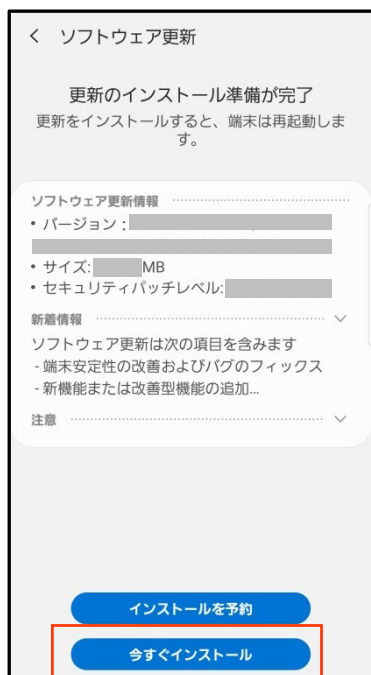 ソフトウェア更新
更新のインストール準備が完了
更新をインストールすると、端末は再起動しま
す。
ソフトウェア更新情報
• バージョン :
• サイズ: MB
• セキュリティパッチレベル:
新着情報
ソフトウェア更新は次の項目を含みます
- 端末安定性の改善およびバグのフィックス
- 新機能または改善型機能の追加...
注意
インストールを予約
今すぐインストール